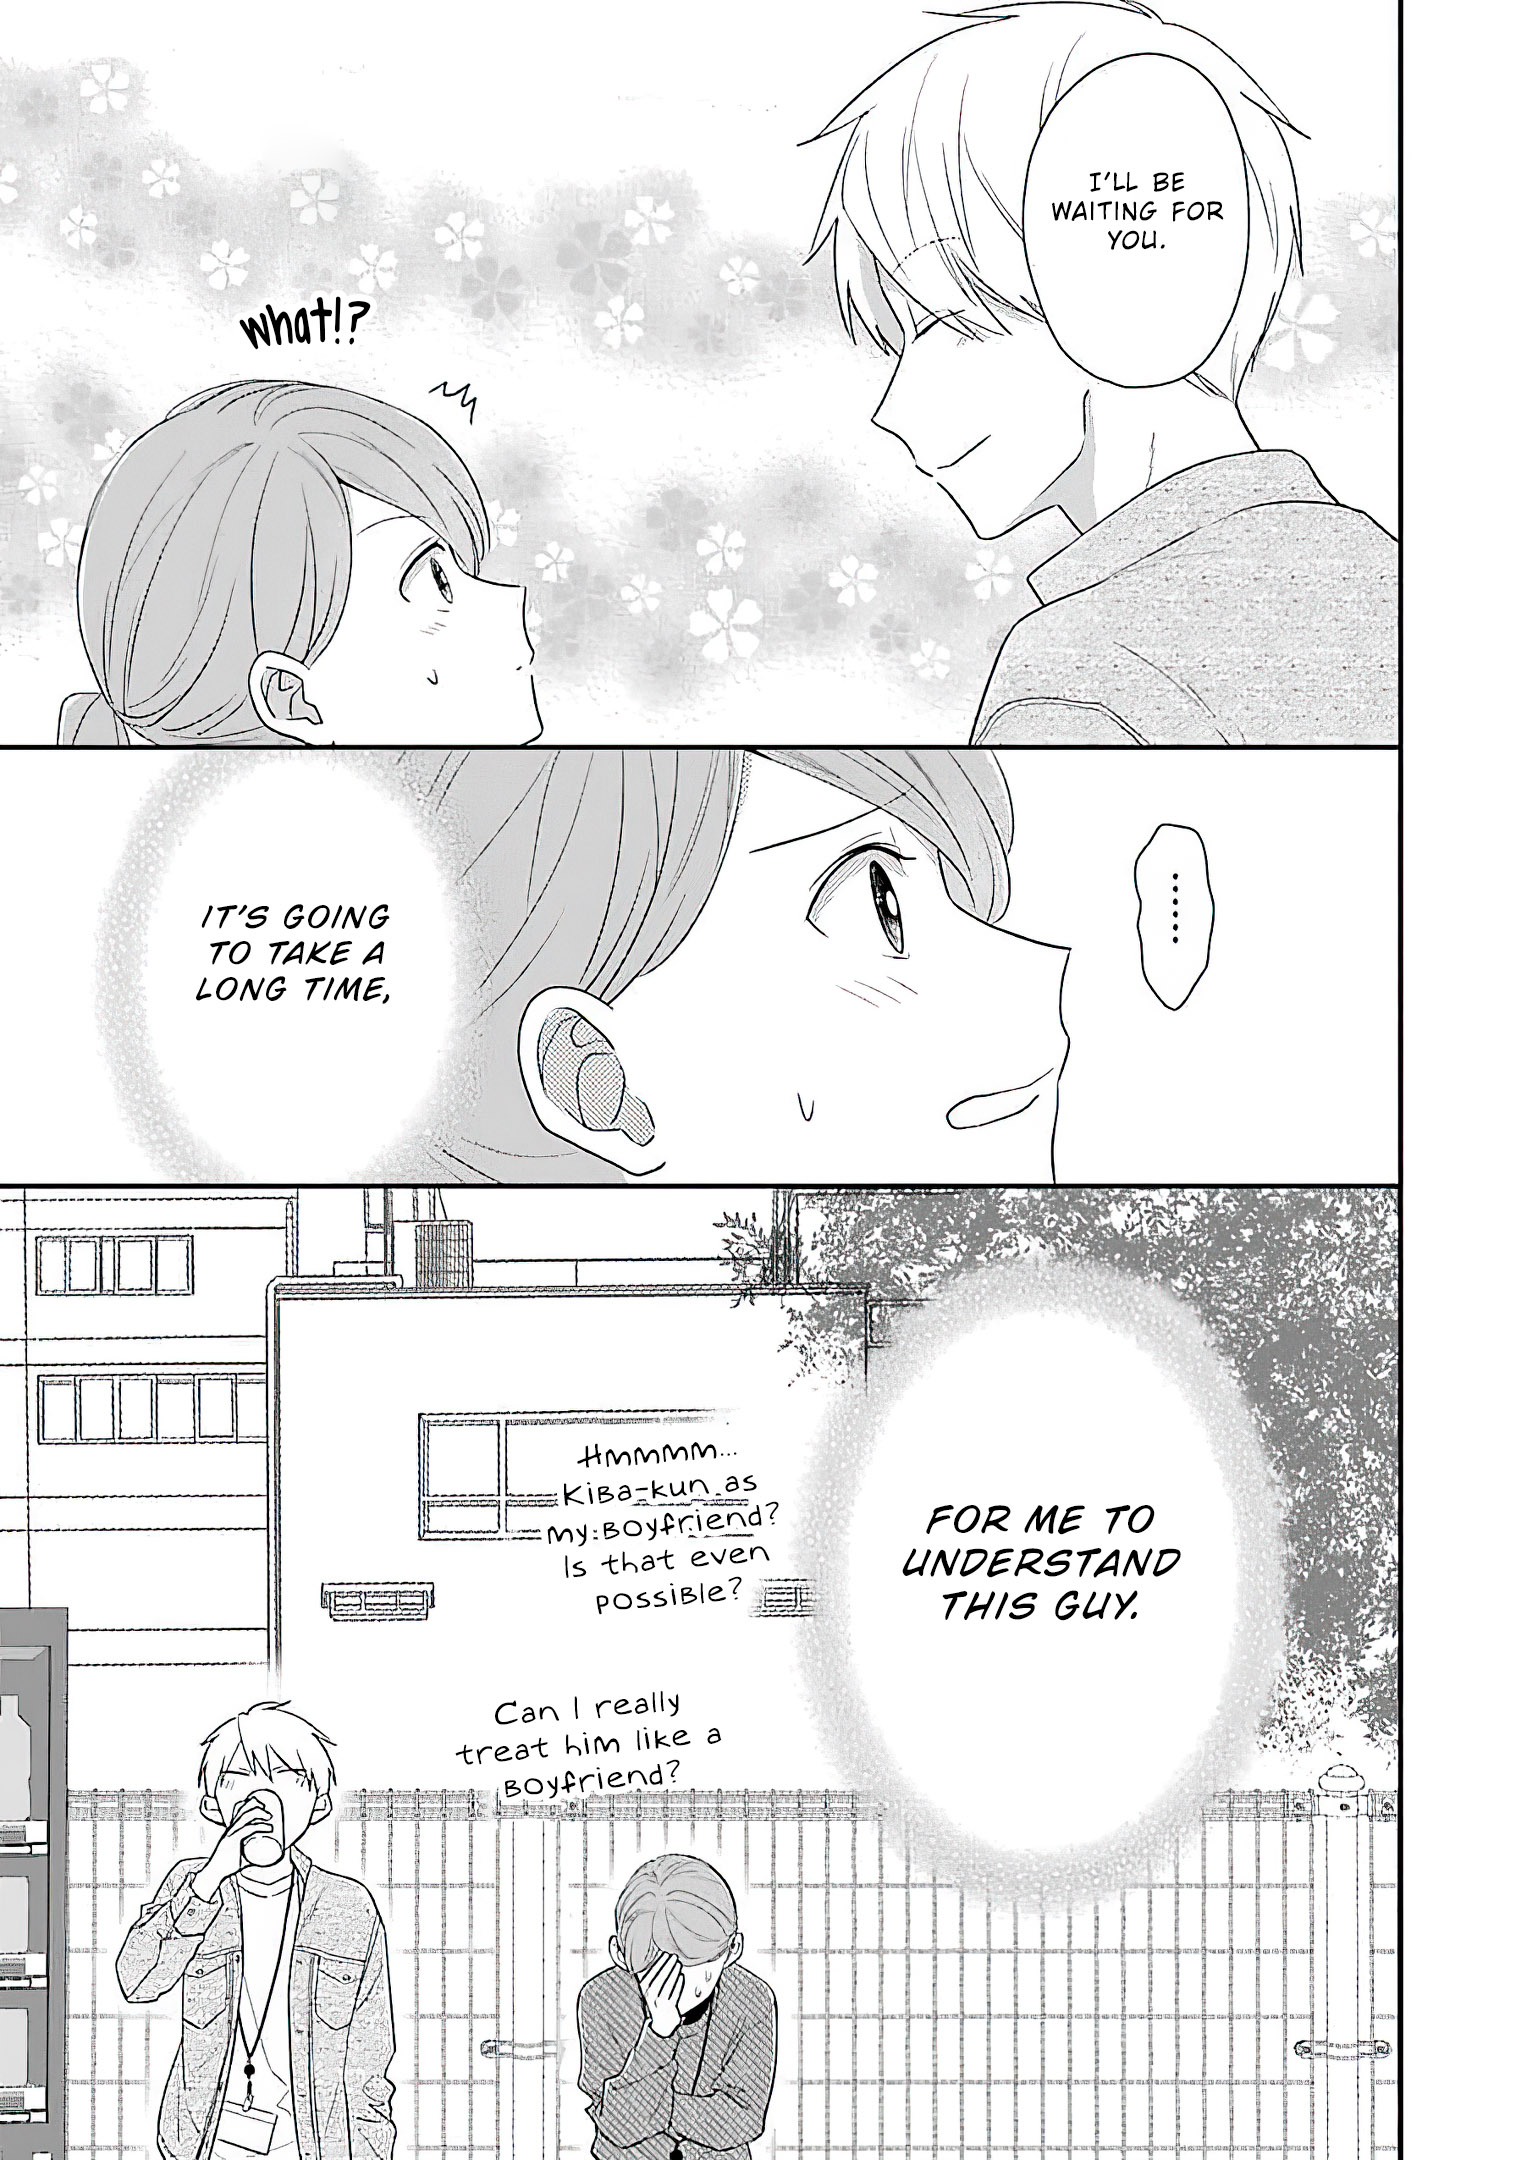 I'LL BE
WAITING FOR
YOU.
what!?
........
IT'S GOING
TO TAKE A
LONG TIME,
FOR ME TO
UNDERSTAND
THIS GUY.
Hmmmm...
Kiba-kun as
my boyfriend?
Is that even
possible?
Can I really
treat him like a
boyfriend?